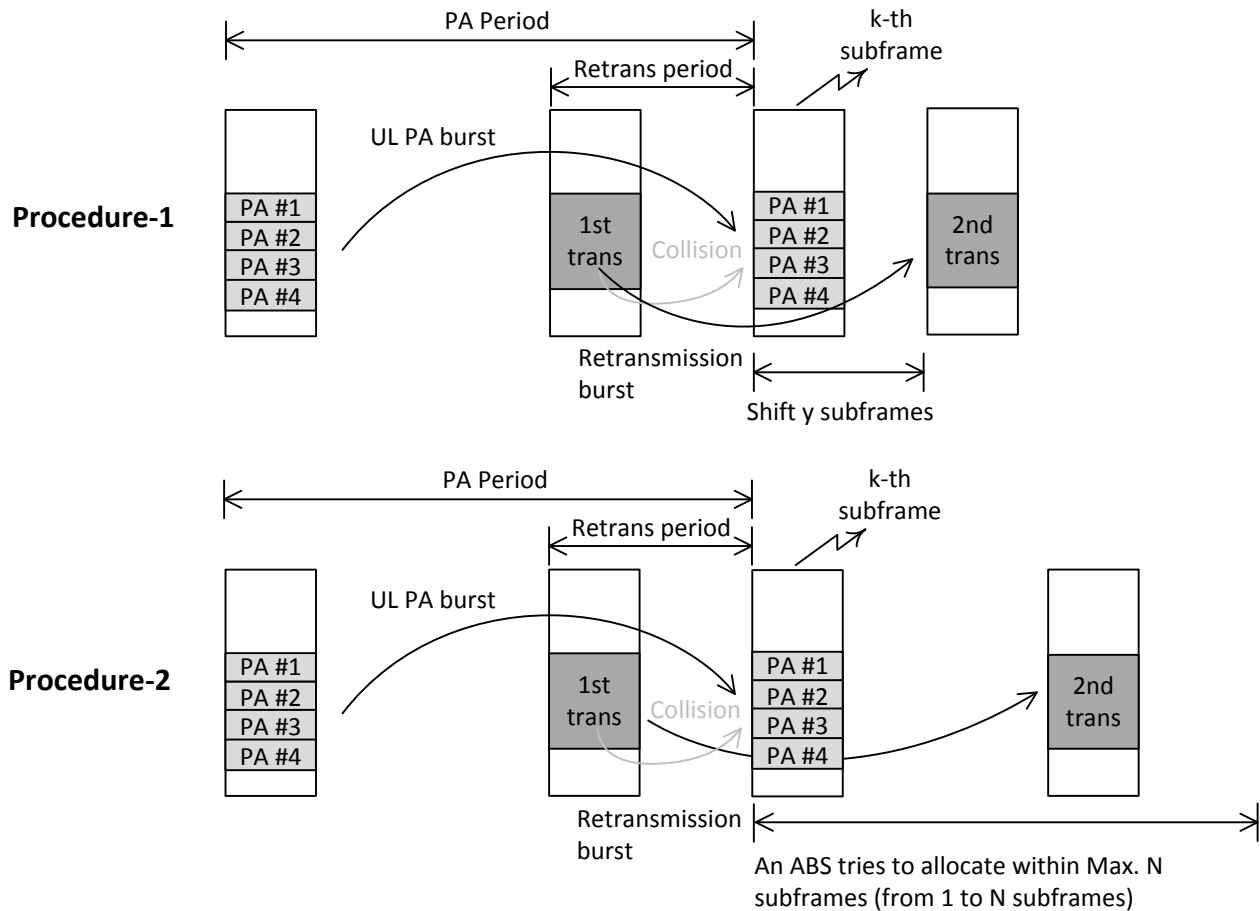 PA Period
k-th
subframe
Retrans period
UL PA burst
Procedure-1
PA #1
PA #2
PA #3
PA #4
1st
trans
Collision
PA #1
PA #2
PA #3
PA #4
2nd
trans
Retransmission
burst
Shift y subframes
PA Period
k-th
subframe
Retrans period
UL PA burst
Procedure-2
PA #1
PA #2
PA #3
PA #4
1st
trans
Collision
PA #1
PA #2
PA #3
PA #4
2nd
trans
Retransmission
burst
An ABS tries to allocate within Max. N
subframes (from 1 to N subframes)